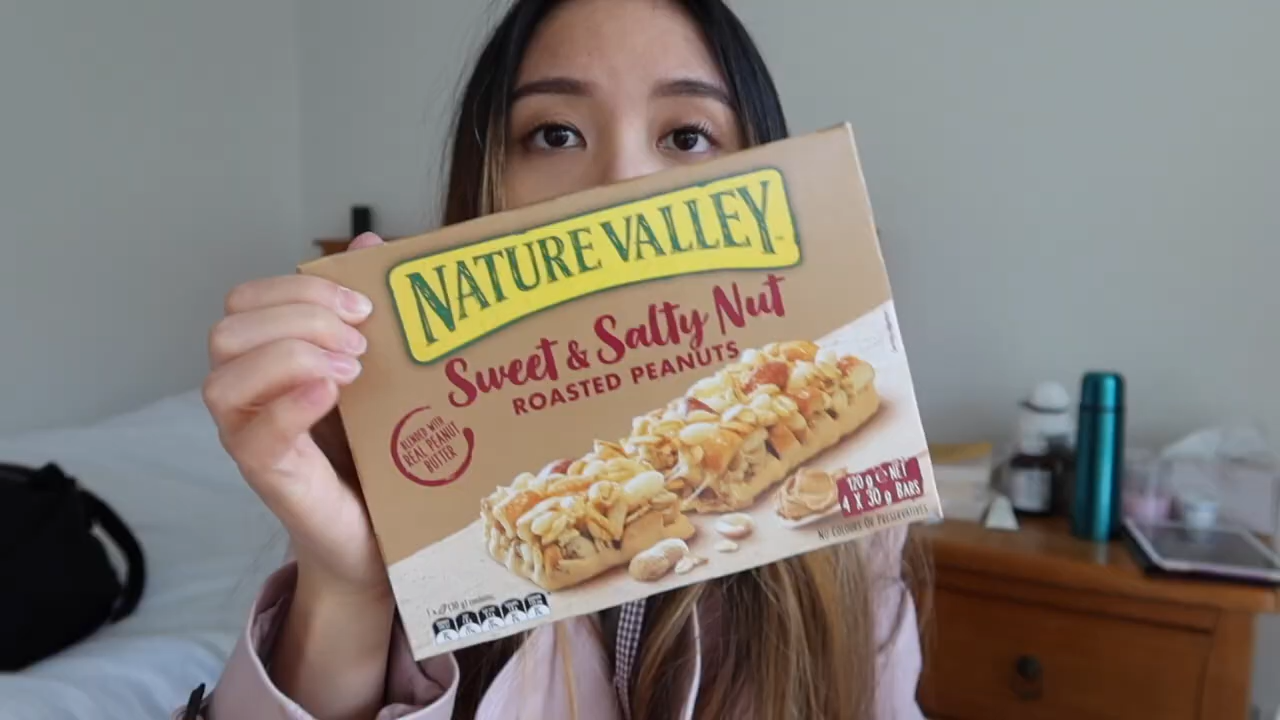 NATURE VALLEY
Sweet & Salty Nut
ROASTED PEANUTS
BLENDED WITH
REAL PEANUT
BUTTER
120 g e NET
4 X 30 g BARS
NO COLOURS OR PRESERVATIVES